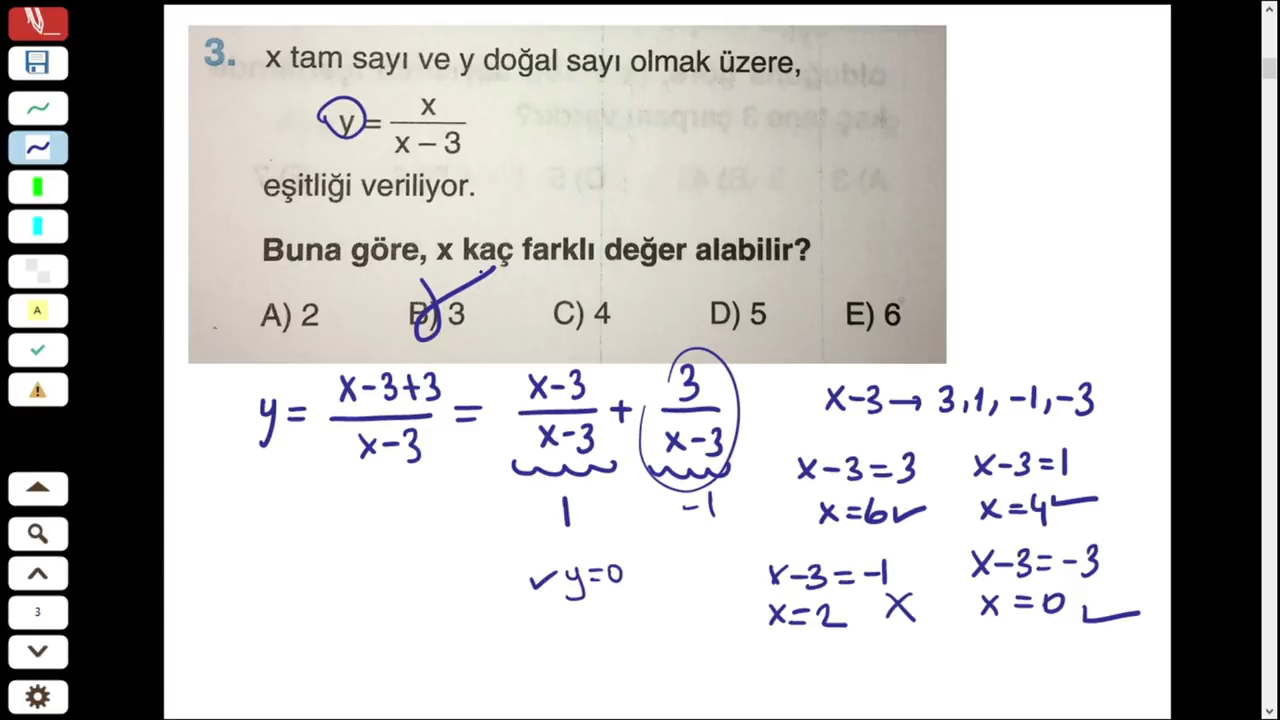 3. x tam sayı ve y doğal sayı olmak üzere,
y = x / x – 3
eşitliği veriliyor.
Buna göre, x kaç farklı değer alabilir?
A) 2 B) 3 C) 4 D) 5 E) 6
y = x-3+3 / x-3 = x-3 / x-3 + 3 / x-3
1 -1
✓ y=0
x-3 → 3, 1, -1, -3
x-3=3 x-3=1
x=6 ✓ x=4 ✓
x-3=-1 x-3=-3
x=2 X x=0 ✓
A
3